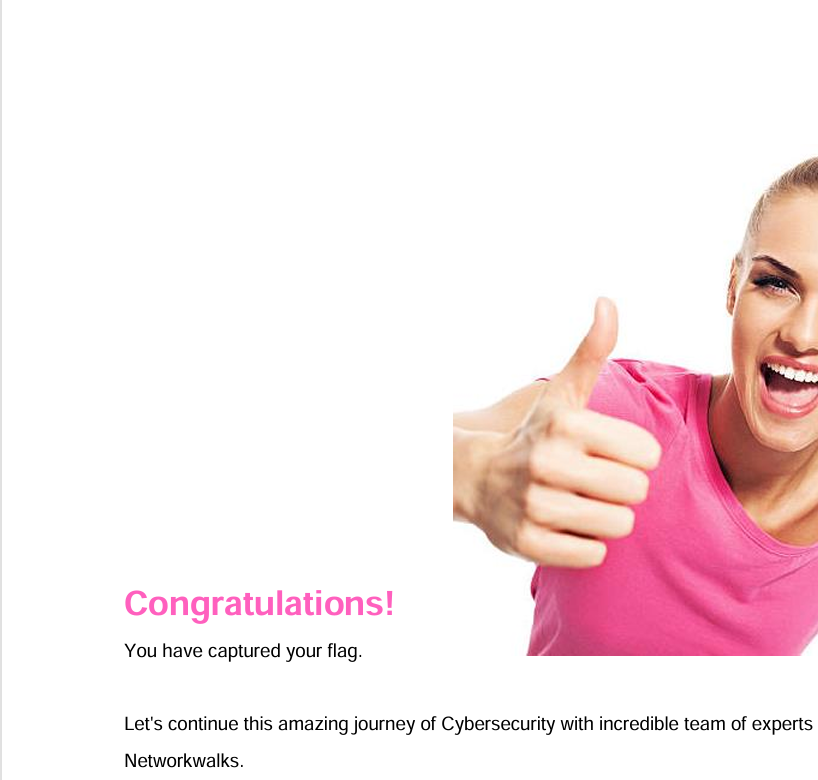 Congratulations!
You have captured your flag.
Let's continue this amazing journey of Cybersecurity with incredible team of experts
Networkwalks.